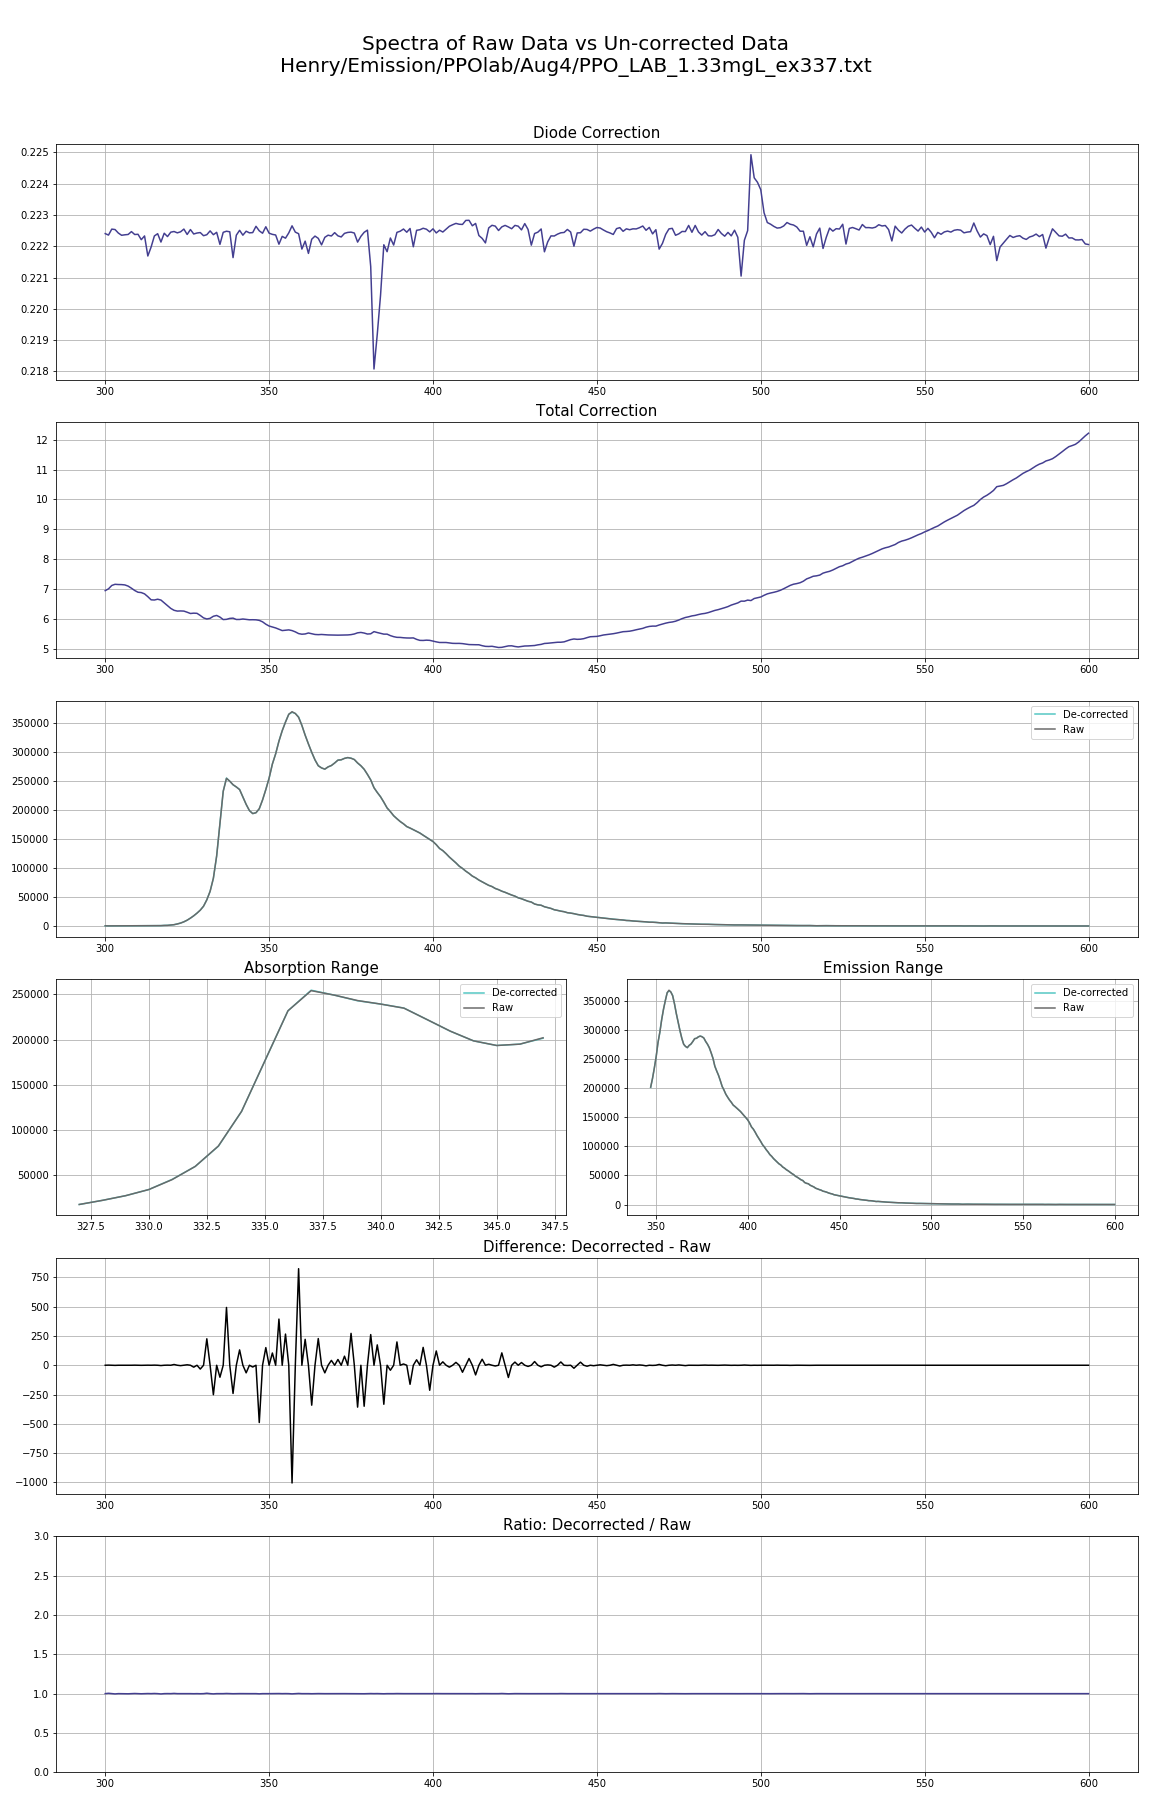 Spectra of Raw Data vs Un-corrected Data
Henry/Emission/PPOlab/Aug4/PPO_LAB_1.33mgL_ex337.txt
Diode Correction
0.225
0.224
0.223
0.222
0.221
0.220
0.219
0.218
300 350 400 450 500 550 600
Total Correction
12
11
10
9
8
7
6
5
300 350 400 450 500 550 600
De-corrected
Raw
350000
300000
250000
200000
150000
100000
50000
0
300 350 400 450 500 550 600
Absorption Range
De-corrected
Raw
250000
200000
150000
100000
50000
327.5 330.0 332.5 335.0 337.5 340.0 342.5 345.0 347.5
Emission Range
De-corrected
Raw
350000
300000
250000
200000
150000
100000
50000
0
350 400 450 500 550 600
Difference: Decorrected - Raw
750
500
250
0
−250
−500
−750
−1000
300 350 400 450 500 550 600
Ratio: Decorrected / Raw
3.0
2.5
2.0
1.5
1.0
0.5
0.0
300 350 400 450 500 550 600